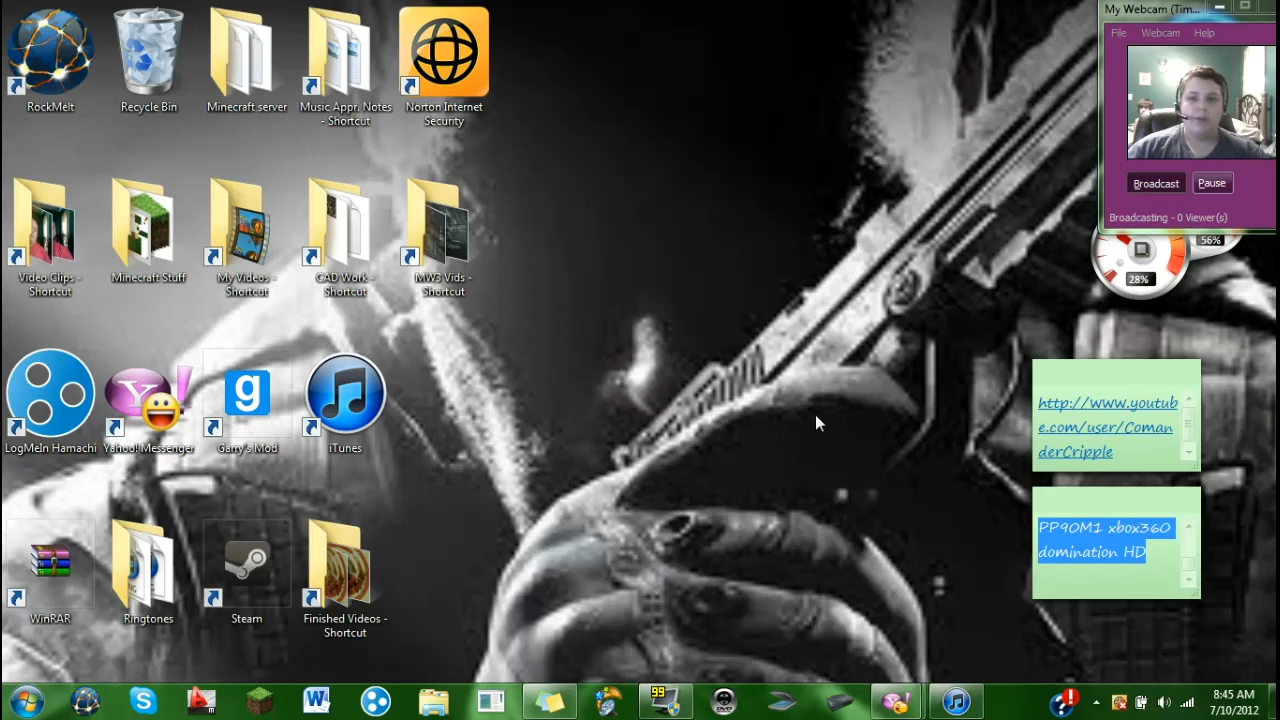 RockMelt
Recycle Bin
Minecraft server
Music Appr. Notes
- Shortcut
Norton Internet
Security
My Webcam (Tim...
File Webcam Help
Broadcast Pause
Broadcasting - 0 Viewer(s)
56%
28%
Video Clips -
Shortcut
Minecraft Stuff
My Videos -
Shortcut
CAD Work -
Shortcut
MW3 Vids -
Shortcut
LogMeIn Hamachi
Yahoo! Messenger
Garry's Mod
iTunes
http://www.youtub
e.com/user/Coman
derCripple
PP90M1 xbox360
domination HD
WinRAR
Ringtones
Steam
Finished Videos -
Shortcut
99
8:45 AM
7/10/2012